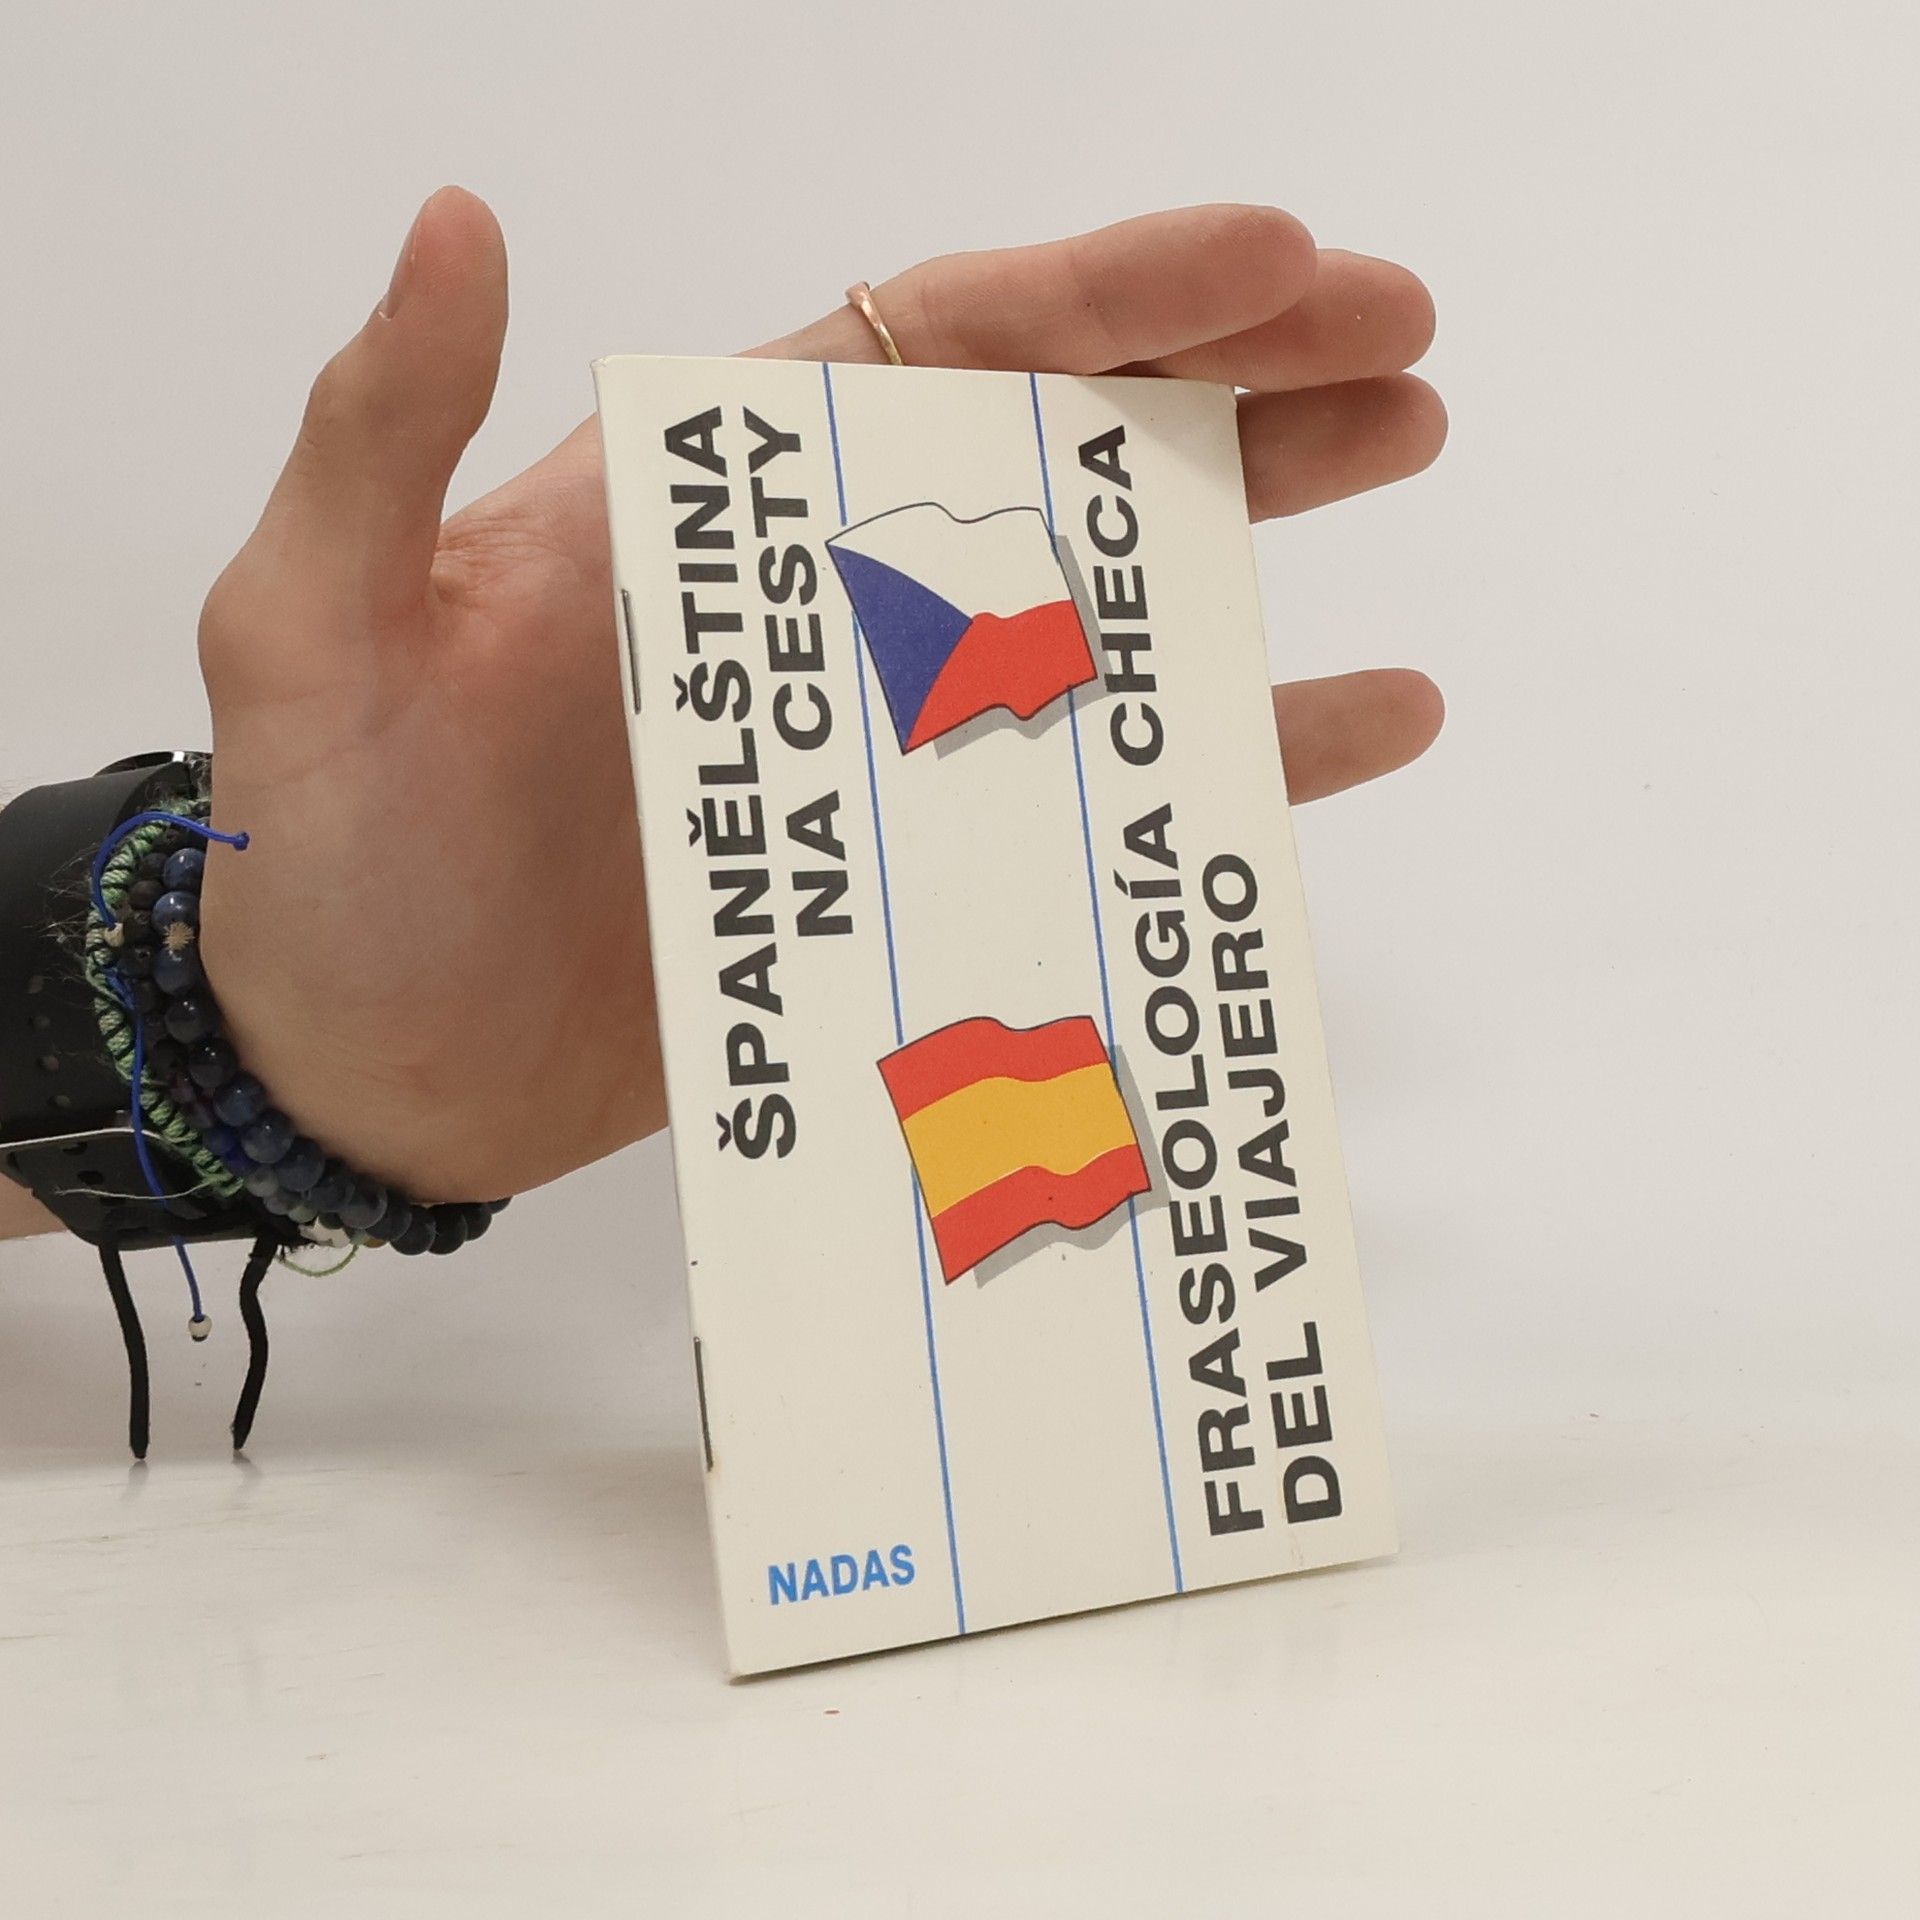 ŠPANĚLŠTINA
NA CESTY
FRASEOLOGÍA CHECA
DEL VIAJERO
NADAS